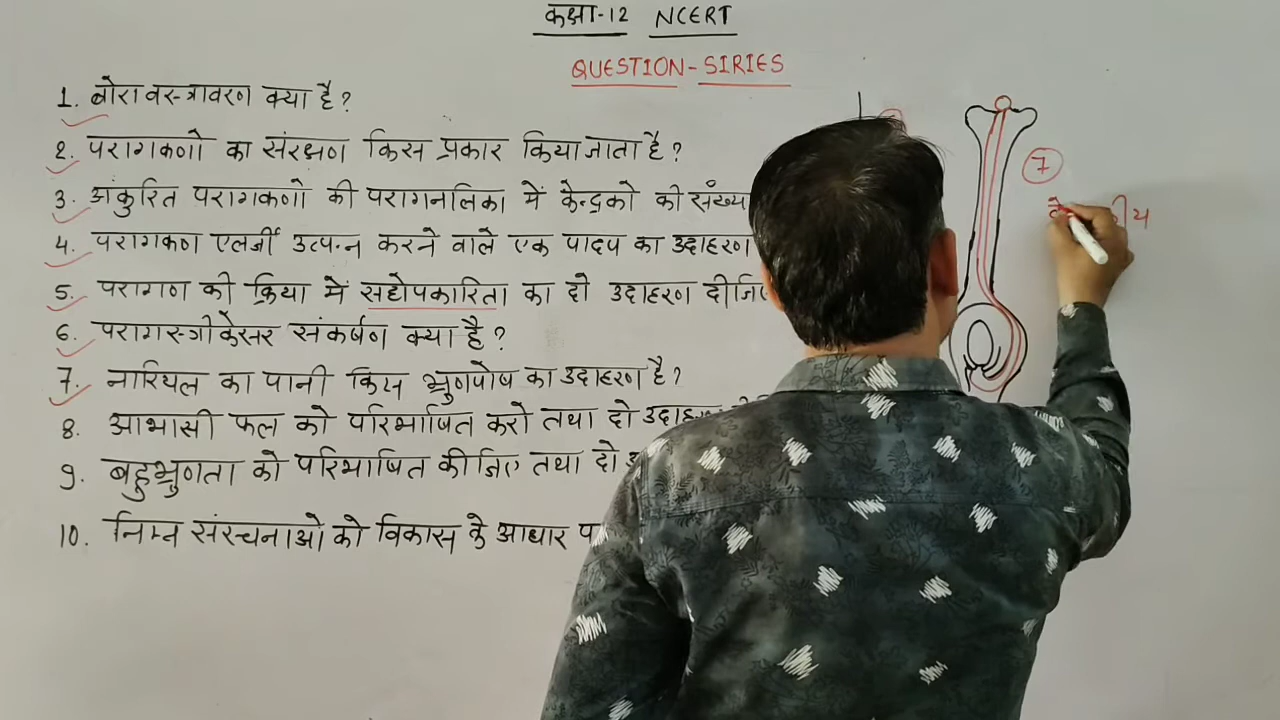 कक्षा-12 NCERT
QUESTION-SIRIES
1. बोरा वस्त्रावरण क्या है?
2. परागकणो का संरक्षण किस प्रकार किया जाता है?
3. अंकुरित परागकणो की परागनलिका में केन्द्रको की संख्या
4. परागकण एलर्जी उत्पन्न करने वाले एक पादप का उदाहरण
5. परागण की क्रिया में सहोपकारिता का दो उदाहरण दीजिए
6. परागस्त्रीकेसर संकर्षण क्या है?
7. नारियल का पानी किस भ्रुणपोष का उदाहरण है?
8. आभासी फल को परिभाषित करो तथा दो उदाहरण
9. बहुभ्रुणता को परिभाषित कीजिए तथा दो
10. निम्न संरचनाओ को विकास के आधार
7